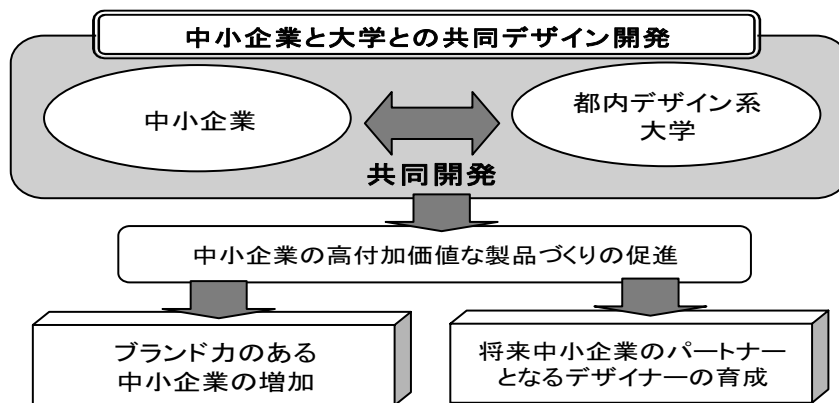 中小企業と大学との共同デザイン開発
中小企業
都内デザイン系
大学
共同開発
中小企業の高付加価値な製品づくりの促進
ブランド力のある
中小企業の増加
将来中小企業のパートナー
となるデザイナーの育成